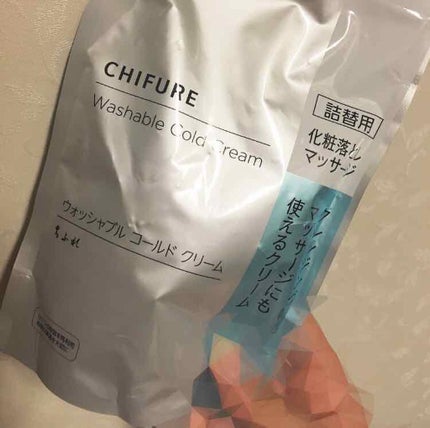 CHIFURE
Washable Cold Cream
ウォッシャブル コールド クリーム
ちふれ
詰替用
化粧落とし
マッサージ
マッサージにも
使えるクリーム